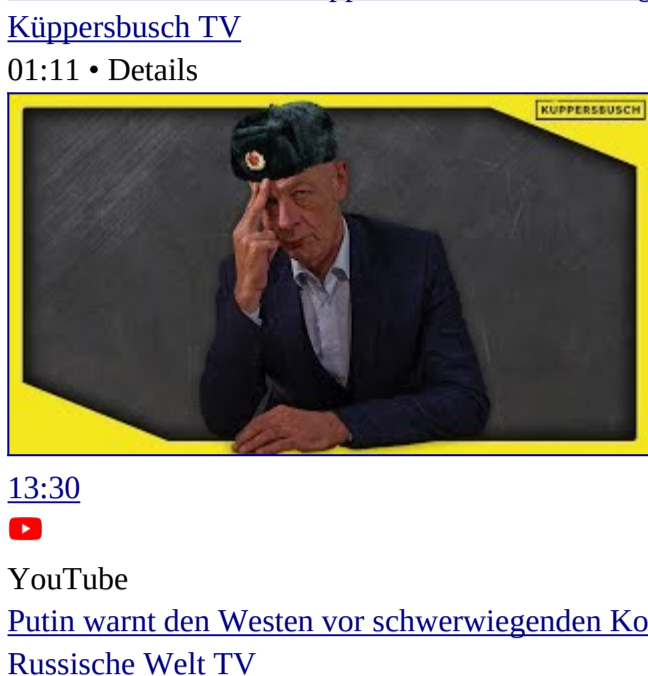 Küppersbusch TV
01:11 • Details
KUPPERSBUSCH
13:30
YouTube
Putin warnt den Westen vor schwerwiegenden Ko
Russische Welt TV